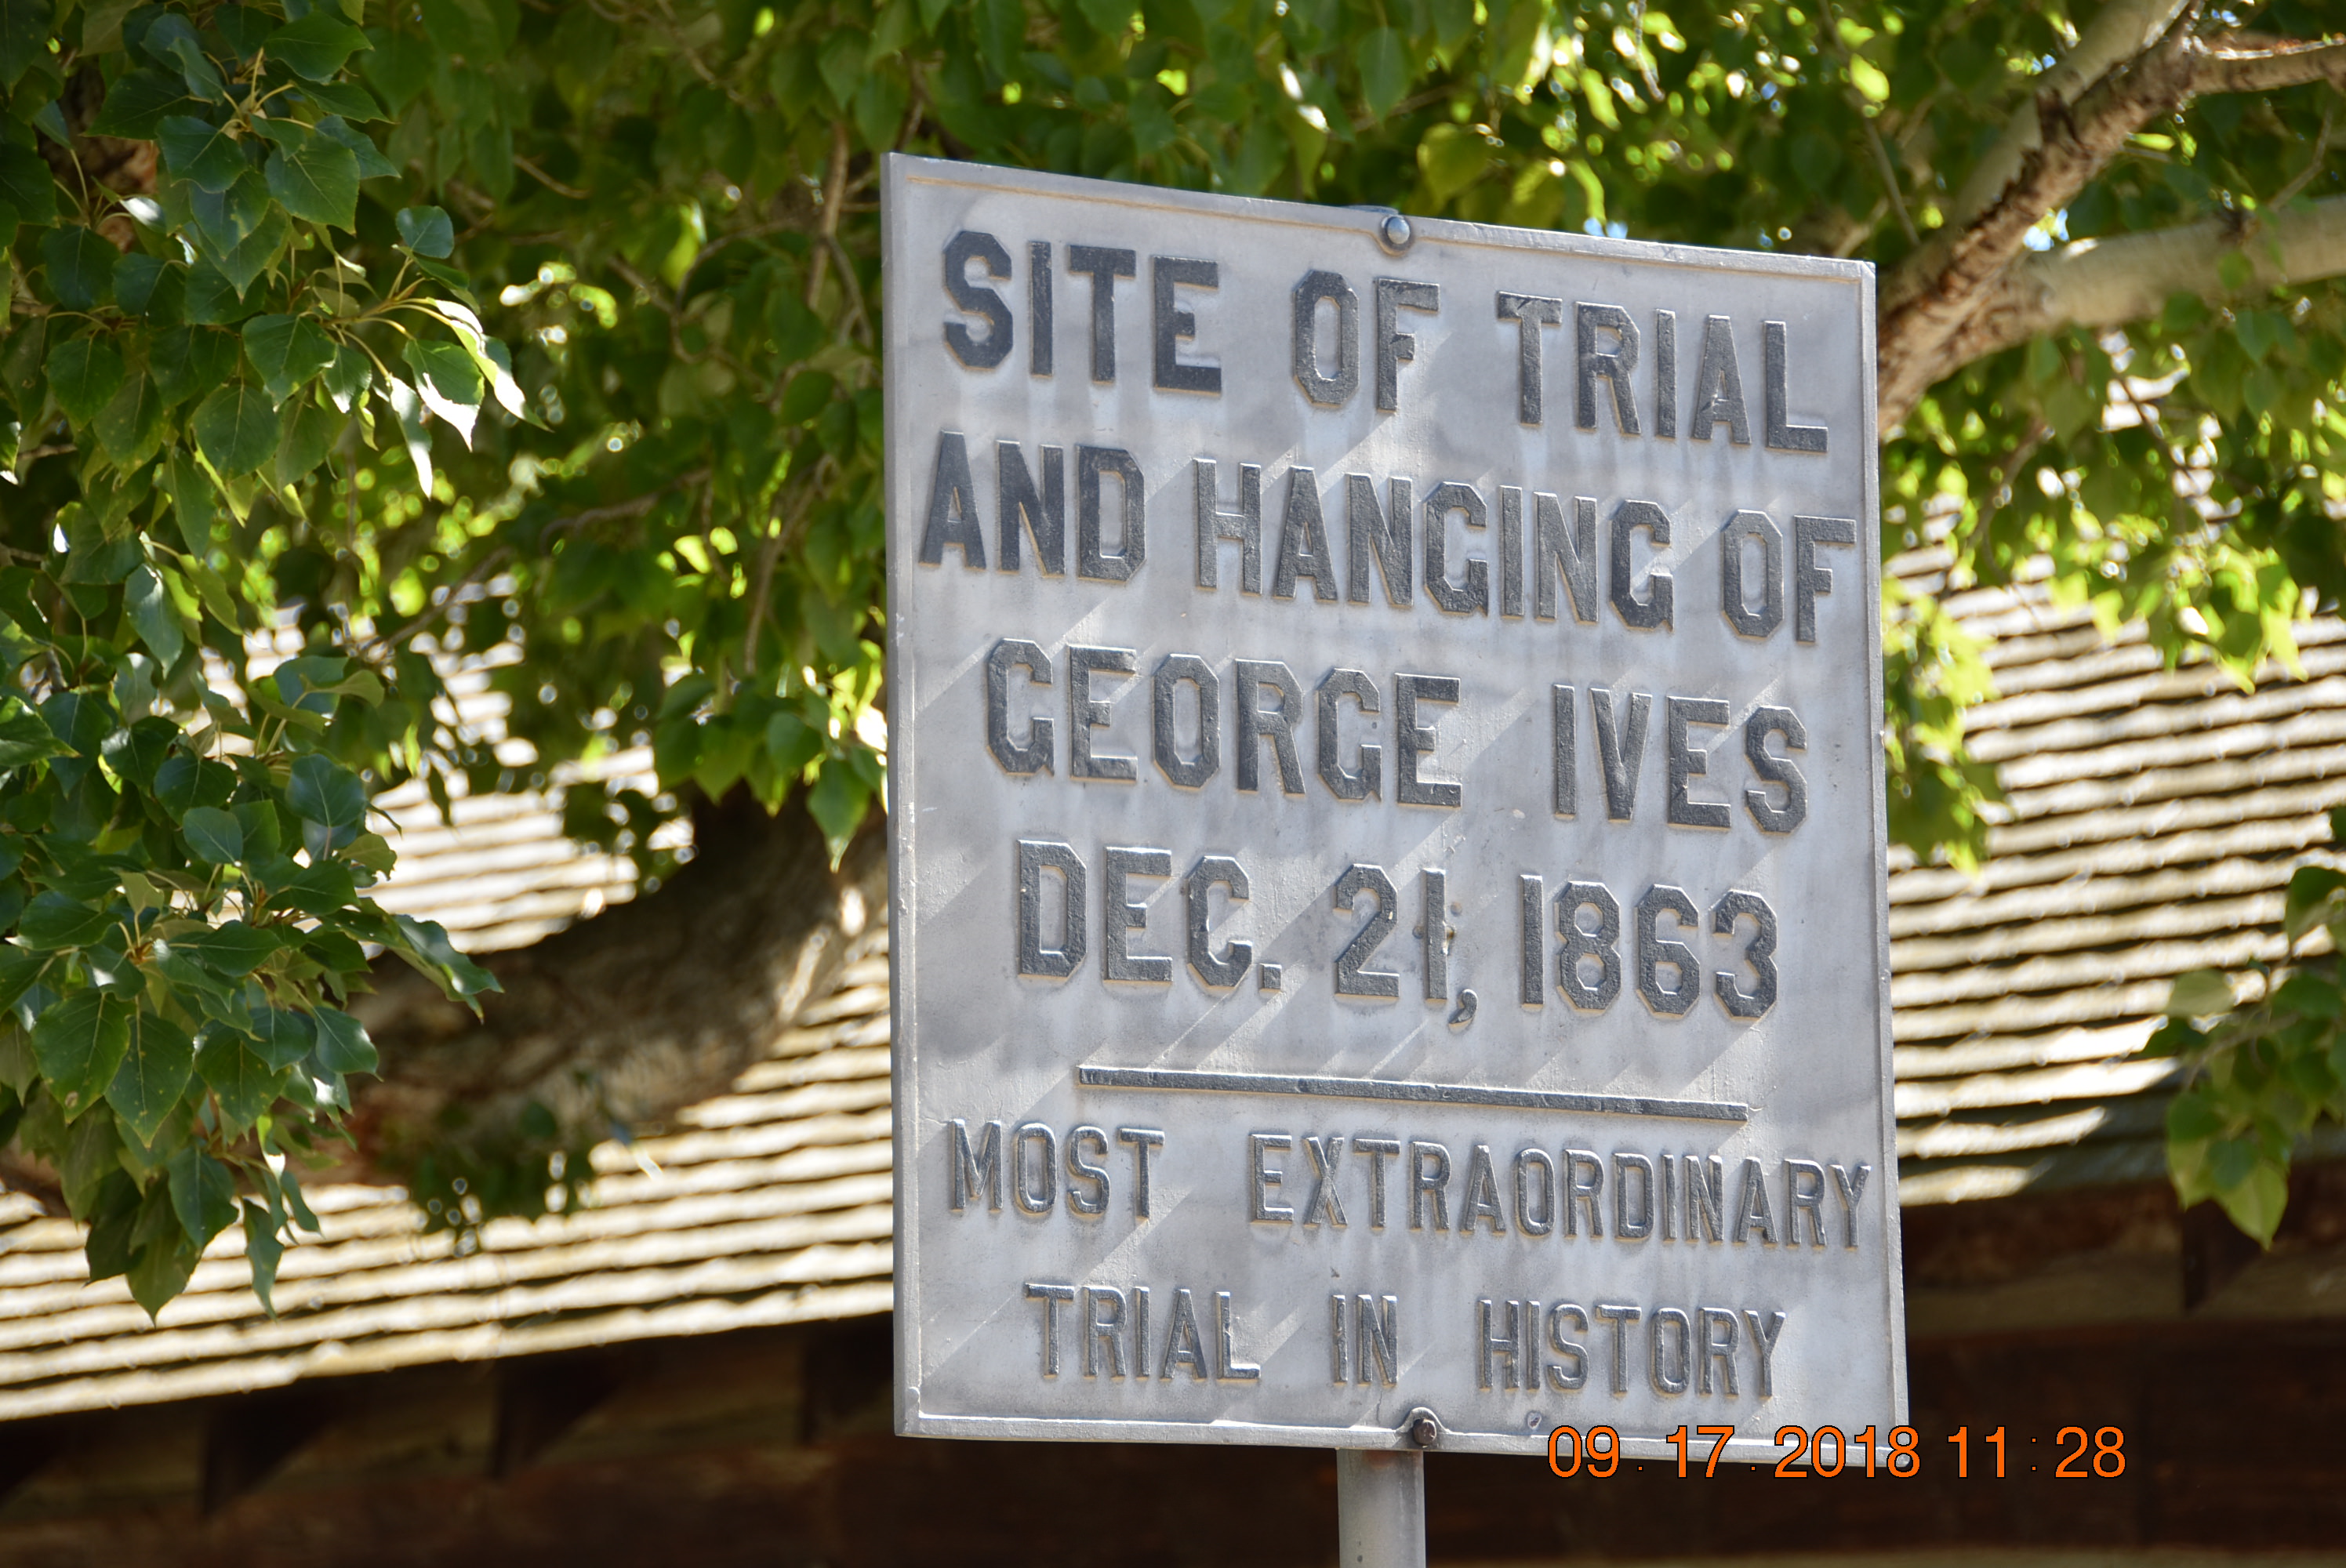 SITE OF TRIAL
AND HANGING OF
GEORGE IVES
DEC. 21, 1863
MOST EXTRAORDINARY
TRIAL IN HISTORY
09.17.2018 11:28